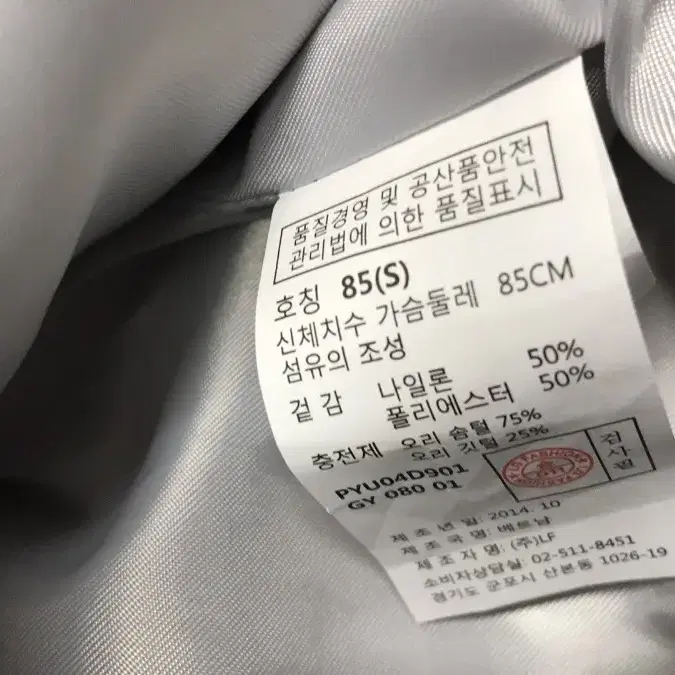 품질경영 및 공산품안전
관리법에 의한 품질표시
호칭 85(S)
신체치수 가슴둘레 85CM
섬유의 조성
겉감 나일론 50%
폴리에스터 50%
충전제 오리 솜털 75%
오리 깃털 25%
PYU04D901
GY 080 01
검사필
제조년월: 2014. 10
제조국명: 베트남
제조자명: (주)LF
소비자상담실: 02-511-8451
경기도 군포시 산본동 1026-19